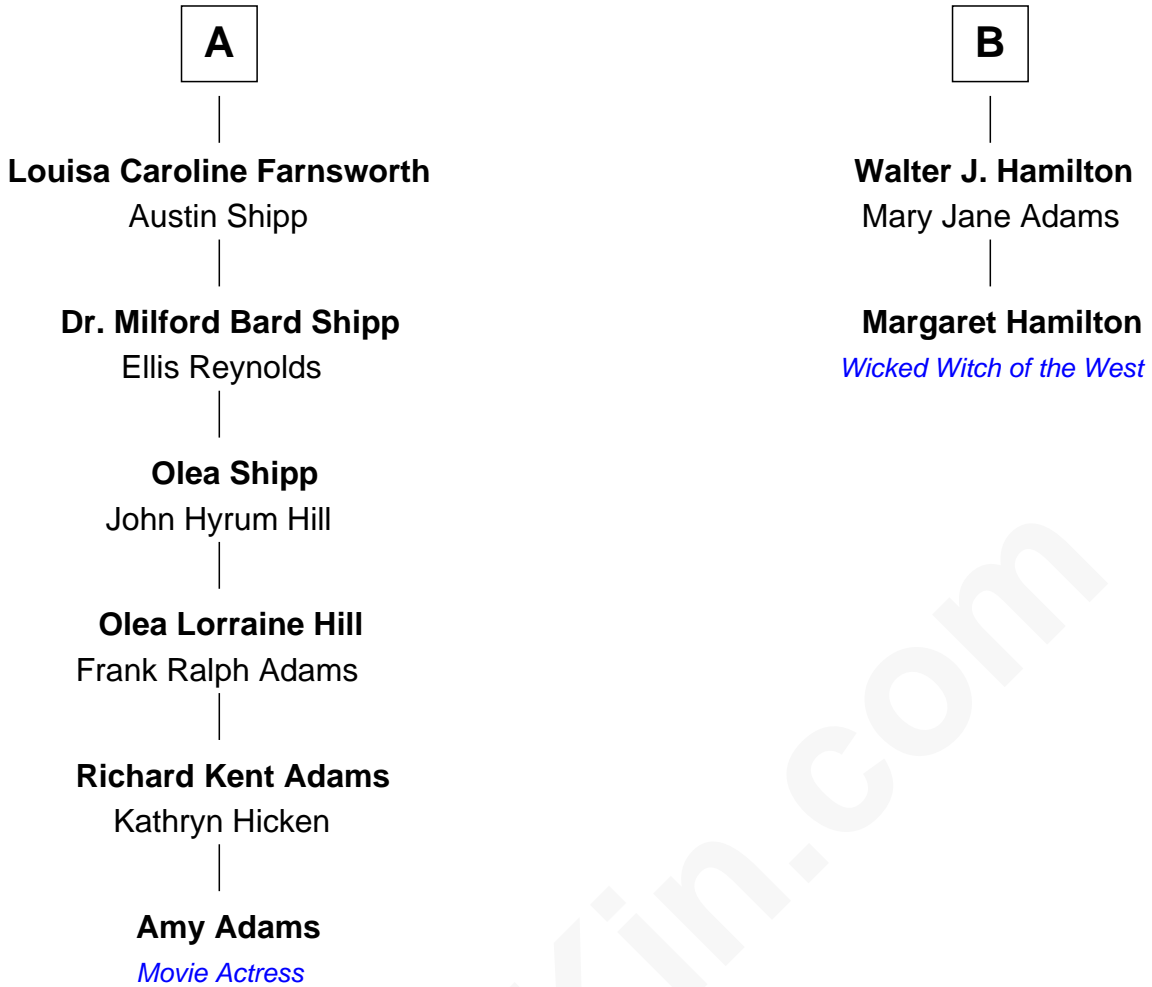 A
Louisa Caroline Farnsworth
Austin Shipp
Dr. Milford Bard Shipp
Ellis Reynolds
Olea Shipp
John Hyrum Hill
Olea Lorraine Hill
Frank Ralph Adams
Richard Kent Adams
Kathryn Hicken
Amy Adams
Movie Actress
B
Walter J. Hamilton
Mary Jane Adams
Margaret Hamilton
Wicked Witch of the West
Kin.com